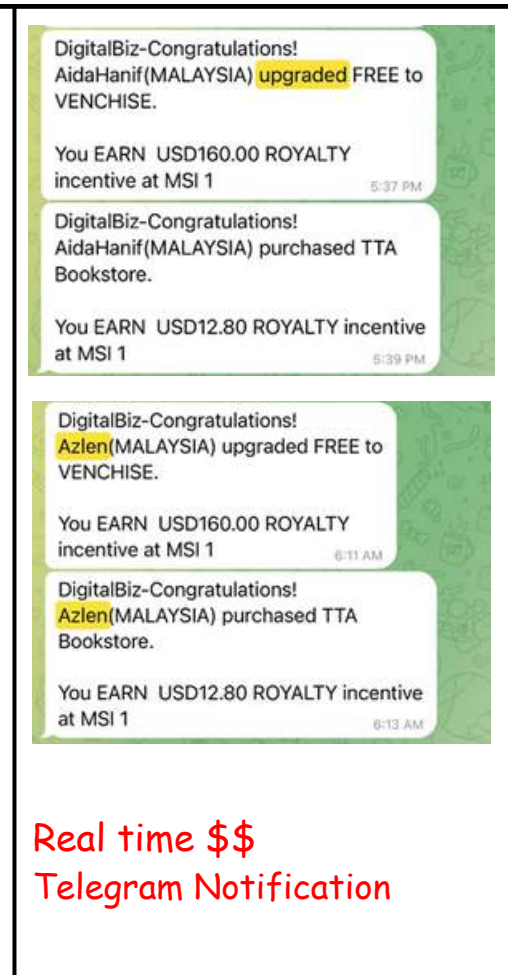 DigitalBiz-Congratulations!
AidaHanif(MALAYSIA) upgraded FREE to
VENCHISE.
You EARN  USD160.00 ROYALTY
incentive at MSI 1
5:37 PM
DigitalBiz-Congratulations!
AidaHanif(MALAYSIA) purchased TTA
Bookstore.
You EARN  USD12.80 ROYALTY incentive
at MSI 1
5:39 PM
DigitalBiz-Congratulations!
Azlen(MALAYSIA) upgraded FREE to
VENCHISE.
You EARN  USD160.00 ROYALTY
incentive at MSI 1
6:11 AM
DigitalBiz-Congratulations!
Azlen(MALAYSIA) purchased TTA
Bookstore.
You EARN  USD12.80 ROYALTY incentive
at MSI 1
6:13 AM
Real time $$
Telegram Notification